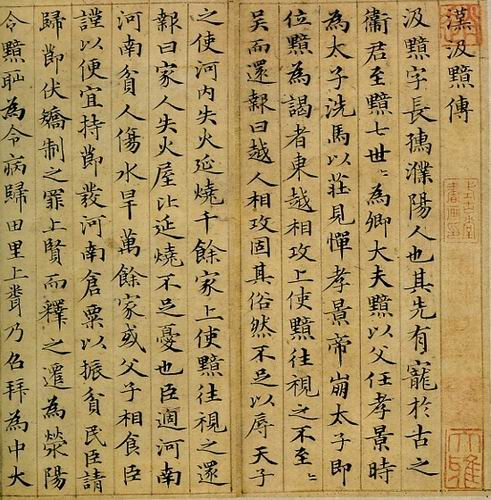 漢汲黯傳
汲黯字長孺濮陽人也其先有寵於古之
衛君至黯七世〻為卿大夫黯以父任孝景時
為太子洗馬以莊見憚孝景帝崩太子即
位黯為謁者東越相攻上使黯往視之不至〻
吳而還報曰越人相攻固其俗然不足以辱天子
之使河內失火延燒千餘家上使黯往視之還
報曰家人失火屋比延燒不足憂也臣適河南
河南貧人傷水旱萬餘家或父子相食臣
謹以便宜持節發河南倉粟以振貧民臣請
歸節伏矯制之罪上賢而釋之遷為滎陽
令黯恥為令病歸田里上聞乃召拜為中大